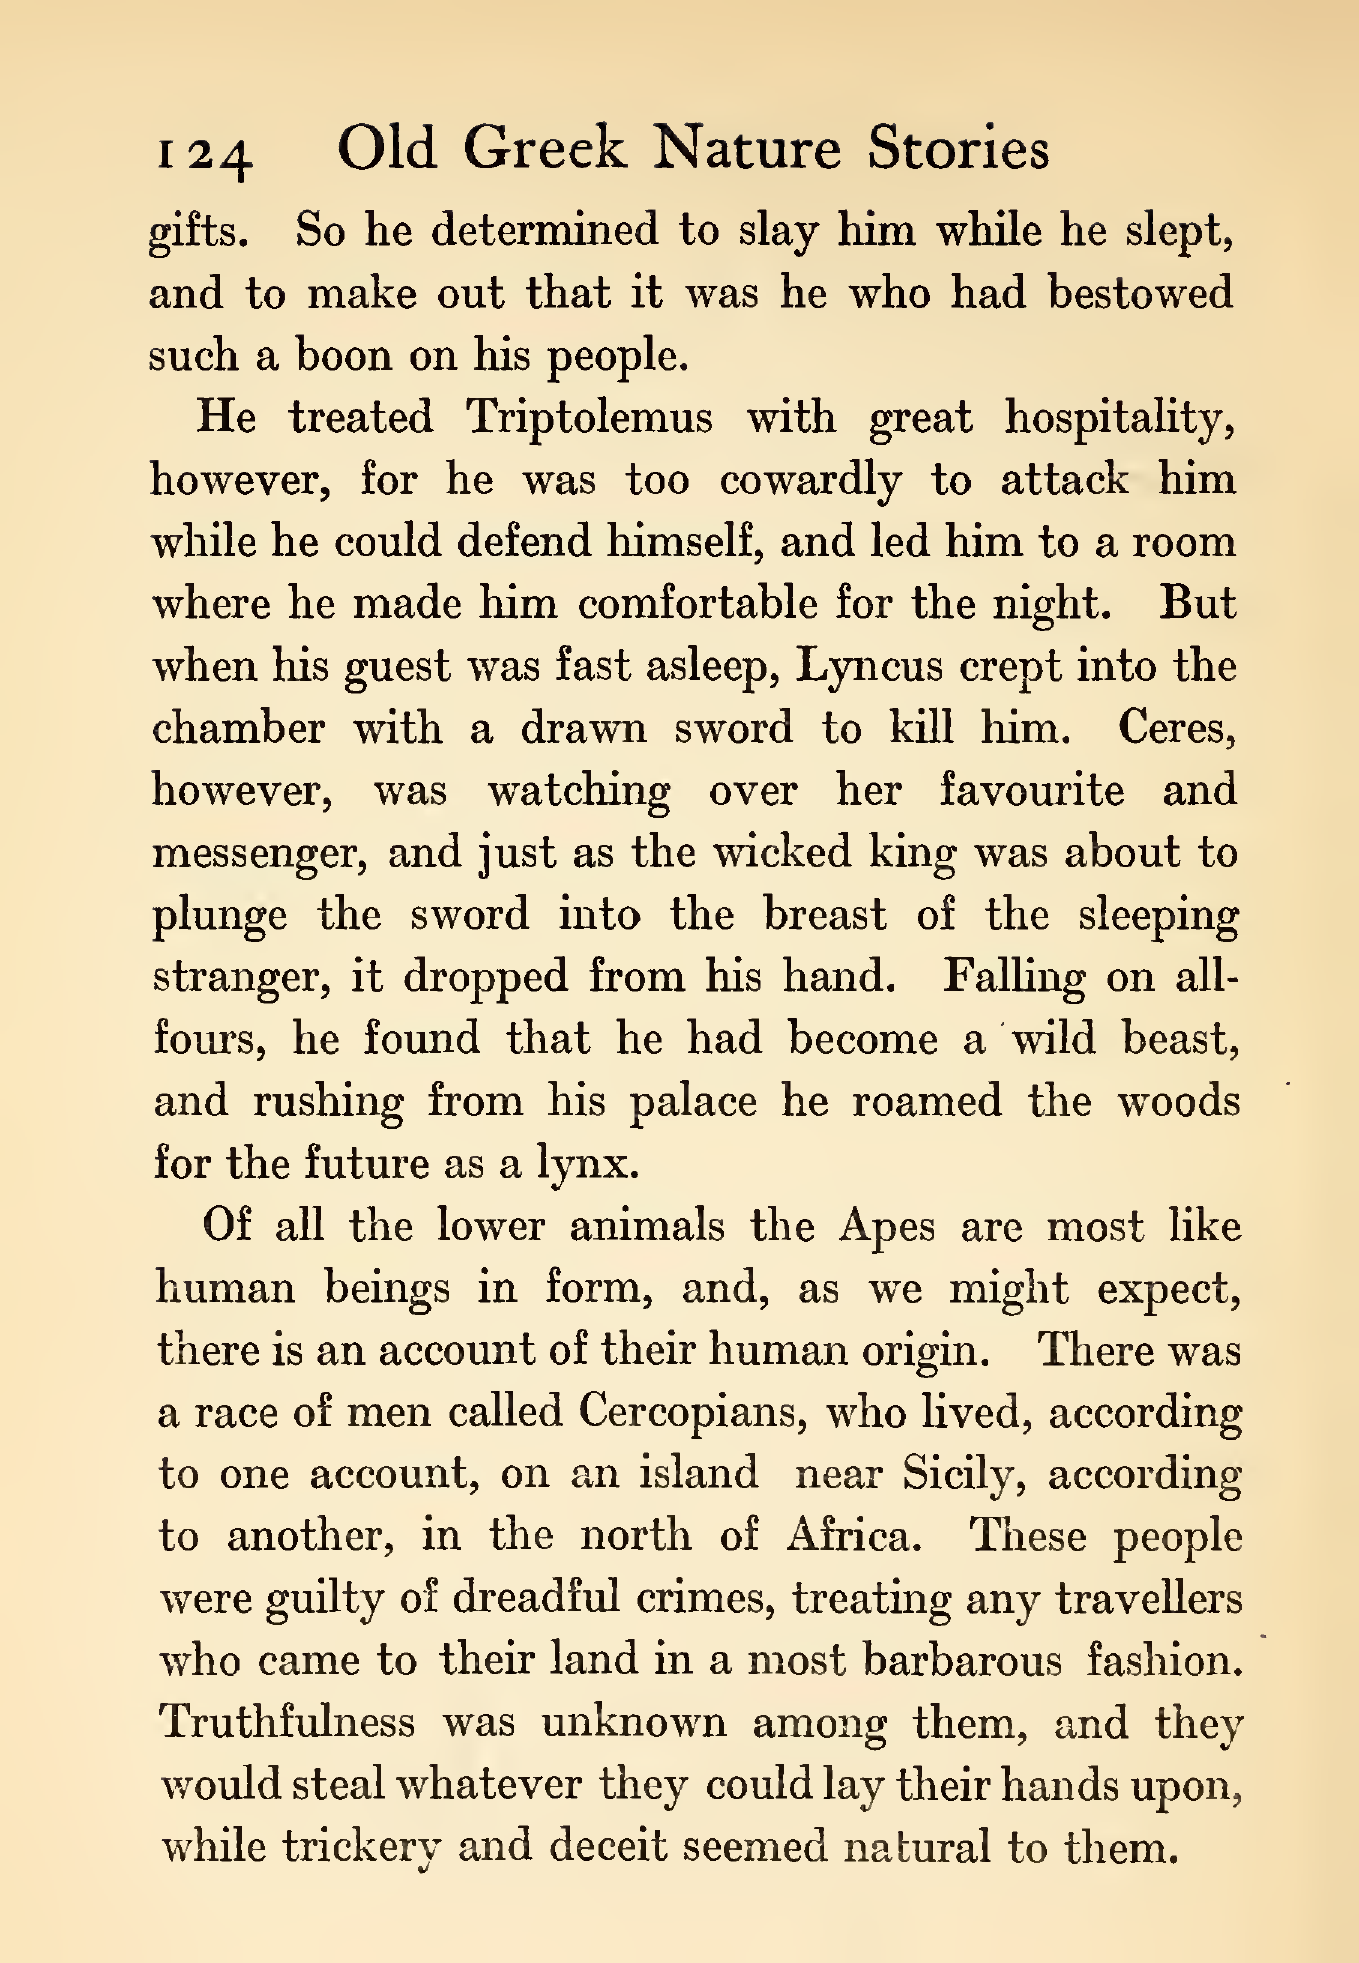 124 Old Greek Nature Stories
gifts. So he determined to slay him while he slept,
and to make out that it was he who had bestowed
such a boon on his people.
He treated Triptolemus with great hospitality,
however, for he was too cowardly to attack him
while he could defend himself, and led him to a room
where he made him comfortable for the night. But
when his guest was fast asleep, Lyncus crept into the
chamber with a drawn sword to kill him. Ceres,
however, was watching over her favourite and
messenger, and just as the wicked king was about to
plunge the sword into the breast of the sleeping
stranger, it dropped from his hand. Falling on all-
fours, he found that he had become a wild beast,
and rushing from his palace he roamed the woods
for the future as a lynx.
Of all the lower animals the Apes are most like
human beings in form, and, as we might expect,
there is an account of their human origin. There was
a race of men called Cercopians, who lived, according
to one account, on an island near Sicily, according
to another, in the north of Africa. These people
were guilty of dreadful crimes, treating any travellers
who came to their land in a most barbarous fashion.
Truthfulness was unknown among them, and they
would steal whatever they could lay their hands upon,
while trickery and deceit seemed natural to them.